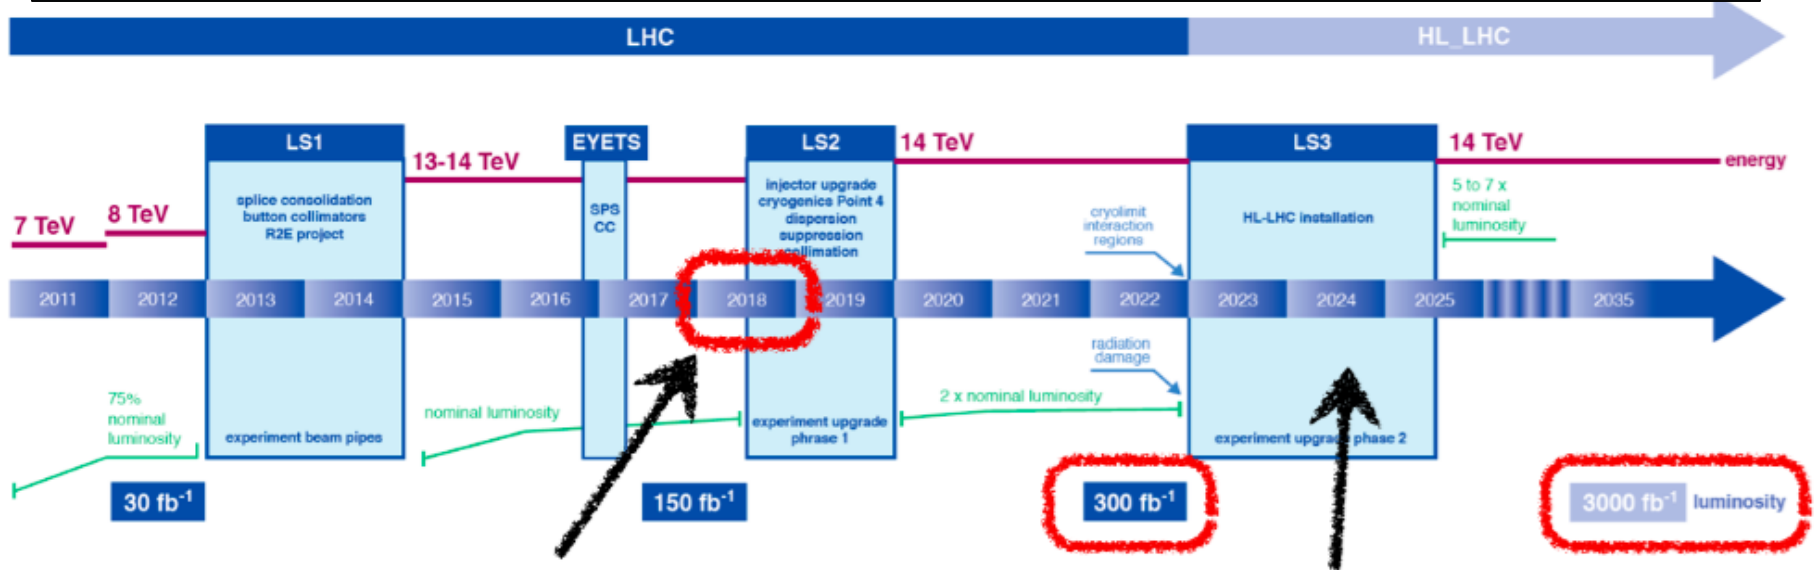 LHC
HL_LHC
LS1
EYETS
LS2
14 TeV
LS3
14 TeV
13-14 TeV
energy
7 TeV
8 TeV
splice consolidation
button collimators
R2E project
SPS
CC
injector upgrade
cryogenics Point 4
dispersion
suppression
collimation
cryolimit
interaction
regions
HL-LHC installation
5 to 7 x
nominal
luminosity
2011
2012
2013
2014
2015
2016
2017
2018
2019
2020
2021
2022
2023
2024
2025
2035
radiation
damage
75%
nominal
luminosity
nominal luminosity
2 x nominal luminosity
experiment beam pipes
experiment upgrade
phrase 1
experiment upgrade phase 2
30 fb⁻¹
150 fb⁻¹
300 fb⁻¹
3000 fb⁻¹
luminosity